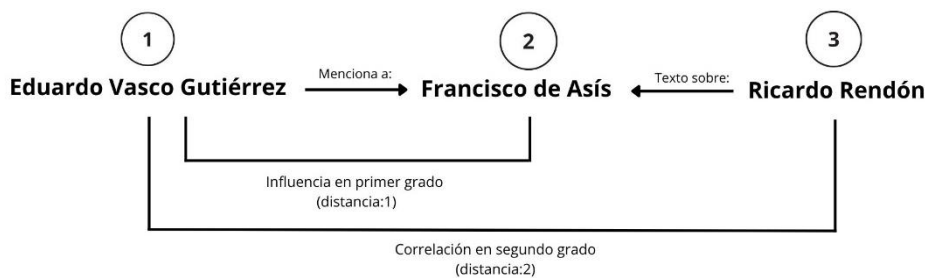 1
2
3
Eduardo Vasco Gutiérrez
Menciona a:
Francisco de Asís
Texto sobre:
Ricardo Rendón
Influencia en primer grado
(distancia:1)
Correlación en segundo grado
(distancia:2)